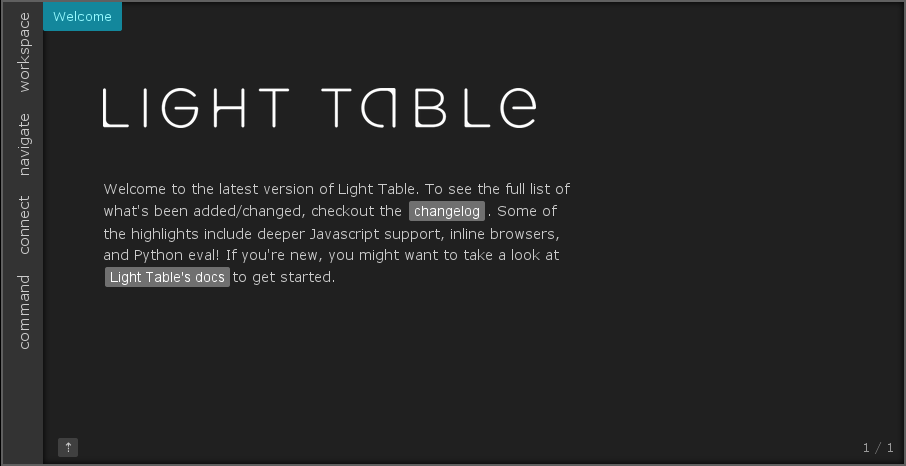 Welcome
workspace
navigate
connect
command
LIGHT TABLE
Welcome to the latest version of Light Table. To see the full list of
what's been added/changed, checkout the changelog. Some of
the highlights include deeper Javascript support, inline browsers,
and Python eval! If you're new, you might want to take a look at
Light Table's docs to get started.
⇡
1 / 1